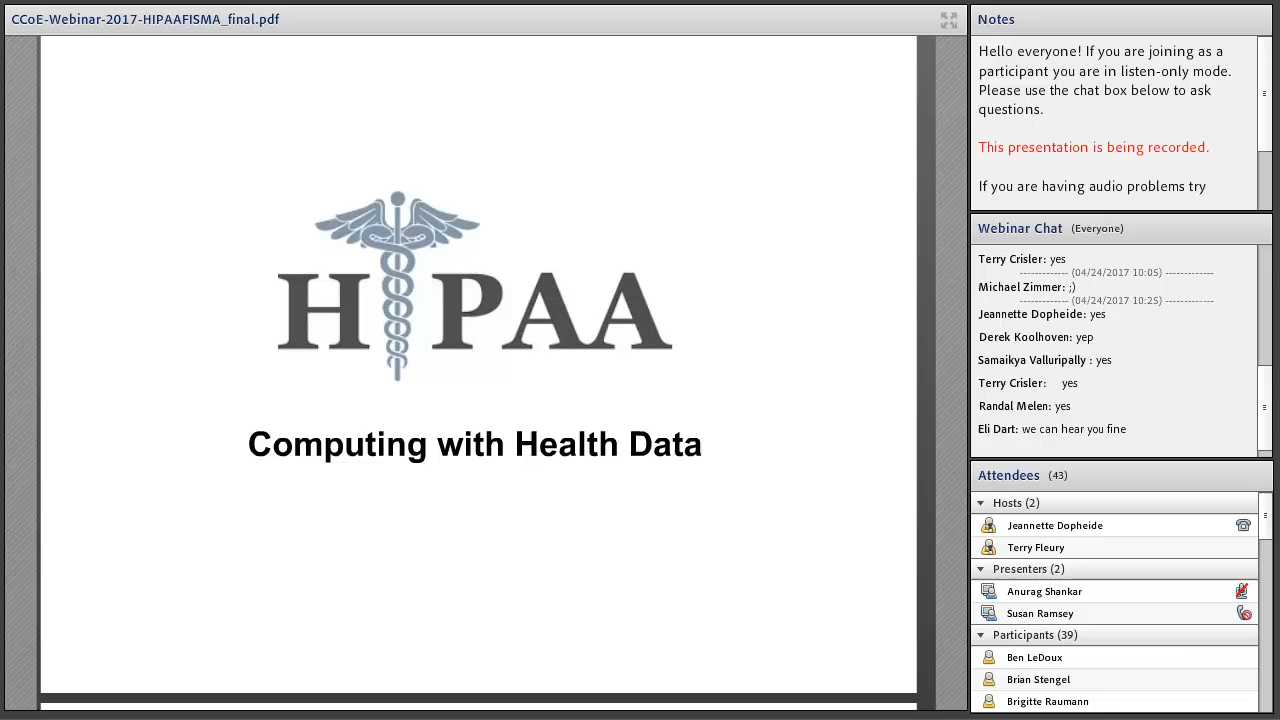 CCoE-Webinar-2017-HIPAAFISMA_final.pdf
HIPAA
Computing with Health Data
Notes
Hello everyone! If you are joining as a
participant you are in listen-only mode.
Please use the chat box below to ask
questions.
This presentation is being recorded.
If you are having audio problems try
Webinar Chat (Everyone)
Terry Crisler: yes
------------- (04/24/2017 10:05) -------------
Michael Zimmer: ;)
------------- (04/24/2017 10:25) -------------
Jeannette Dopheide: yes
Derek Koolhoven: yep
Samaikya Valluripally : yes
Terry Crisler: yes
Randal Melen: yes
Eli Dart: we can hear you fine
Attendees (43)
Hosts (2)
Jeannette Dopheide
Terry Fleury
Presenters (2)
Anurag Shankar
Susan Ramsey
Participants (39)
Ben LeDoux
Brian Stengel
Brigitte Raumann